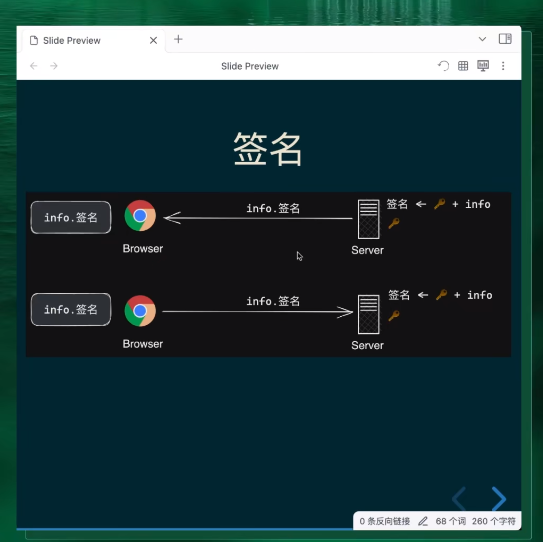 Slide Preview
Slide Preview
签名
info.签名
info.签名
签名 ← 🔑 + info
🔑
Browser
Server
info.签名
info.签名
签名 ← 🔑 + info
🔑
Browser
Server
0 条反向链接 68 个词 260 个字符